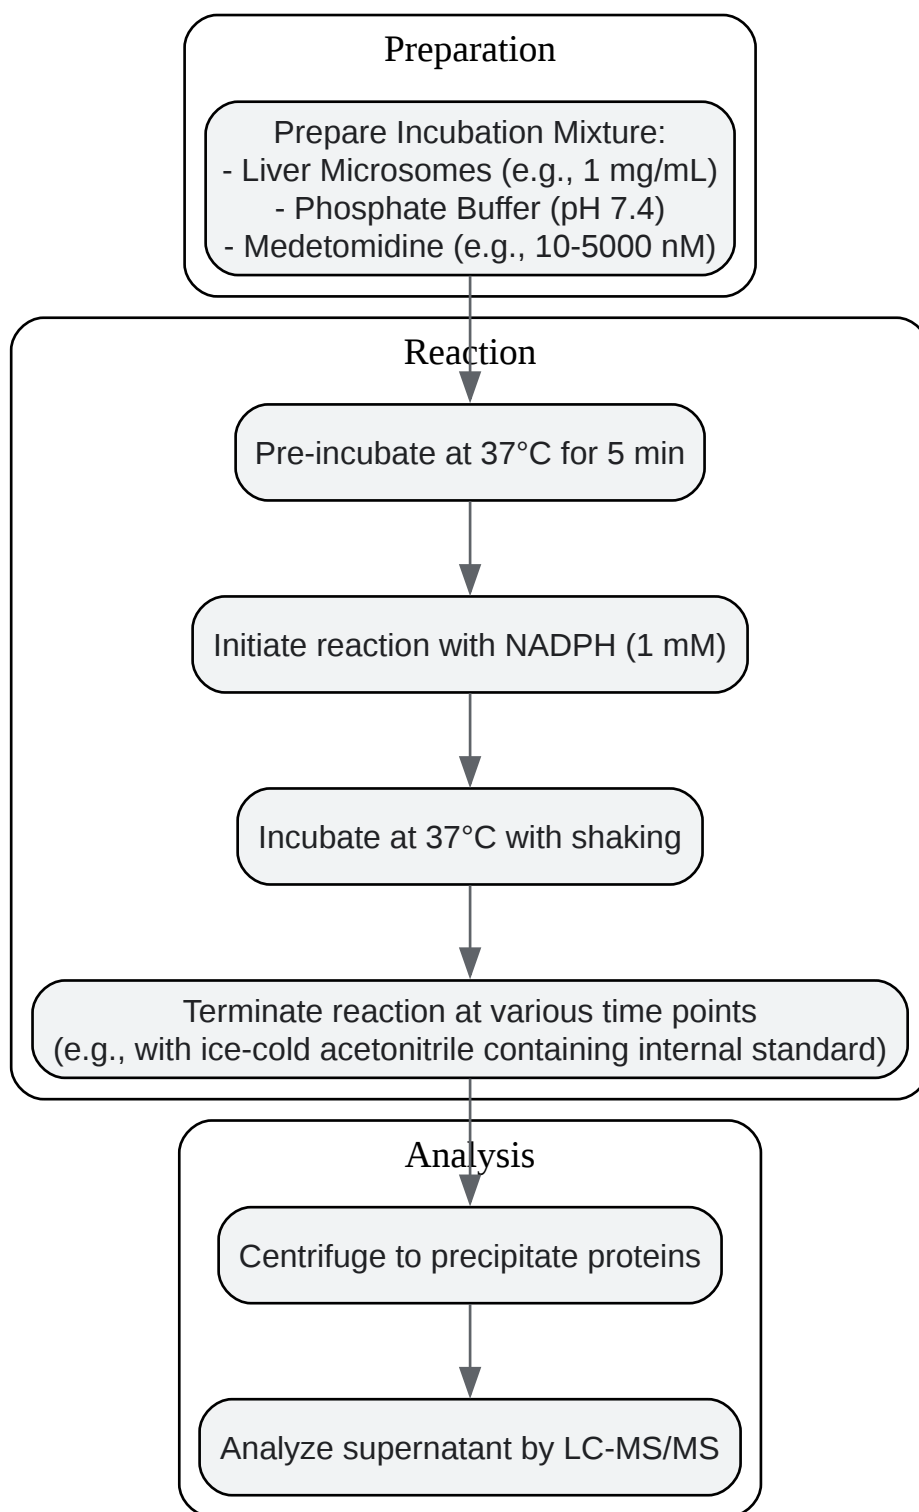 Preparation
Prepare Incubation Mixture:
- Liver Microsomes (e.g., 1 mg/mL)
- Phosphate Buffer (pH 7.4)
- Medetomidine (e.g., 10-5000 nM)
Reaction
Pre-incubate at 37°C for 5 min
Initiate reaction with NADPH (1 mM)
Incubate at 37°C with shaking
Terminate reaction at various time points
(e.g., with ice-cold acetonitrile containing internal standard)
Analysis
Centrifuge to precipitate proteins
Analyze supernatant by LC-MS/MS